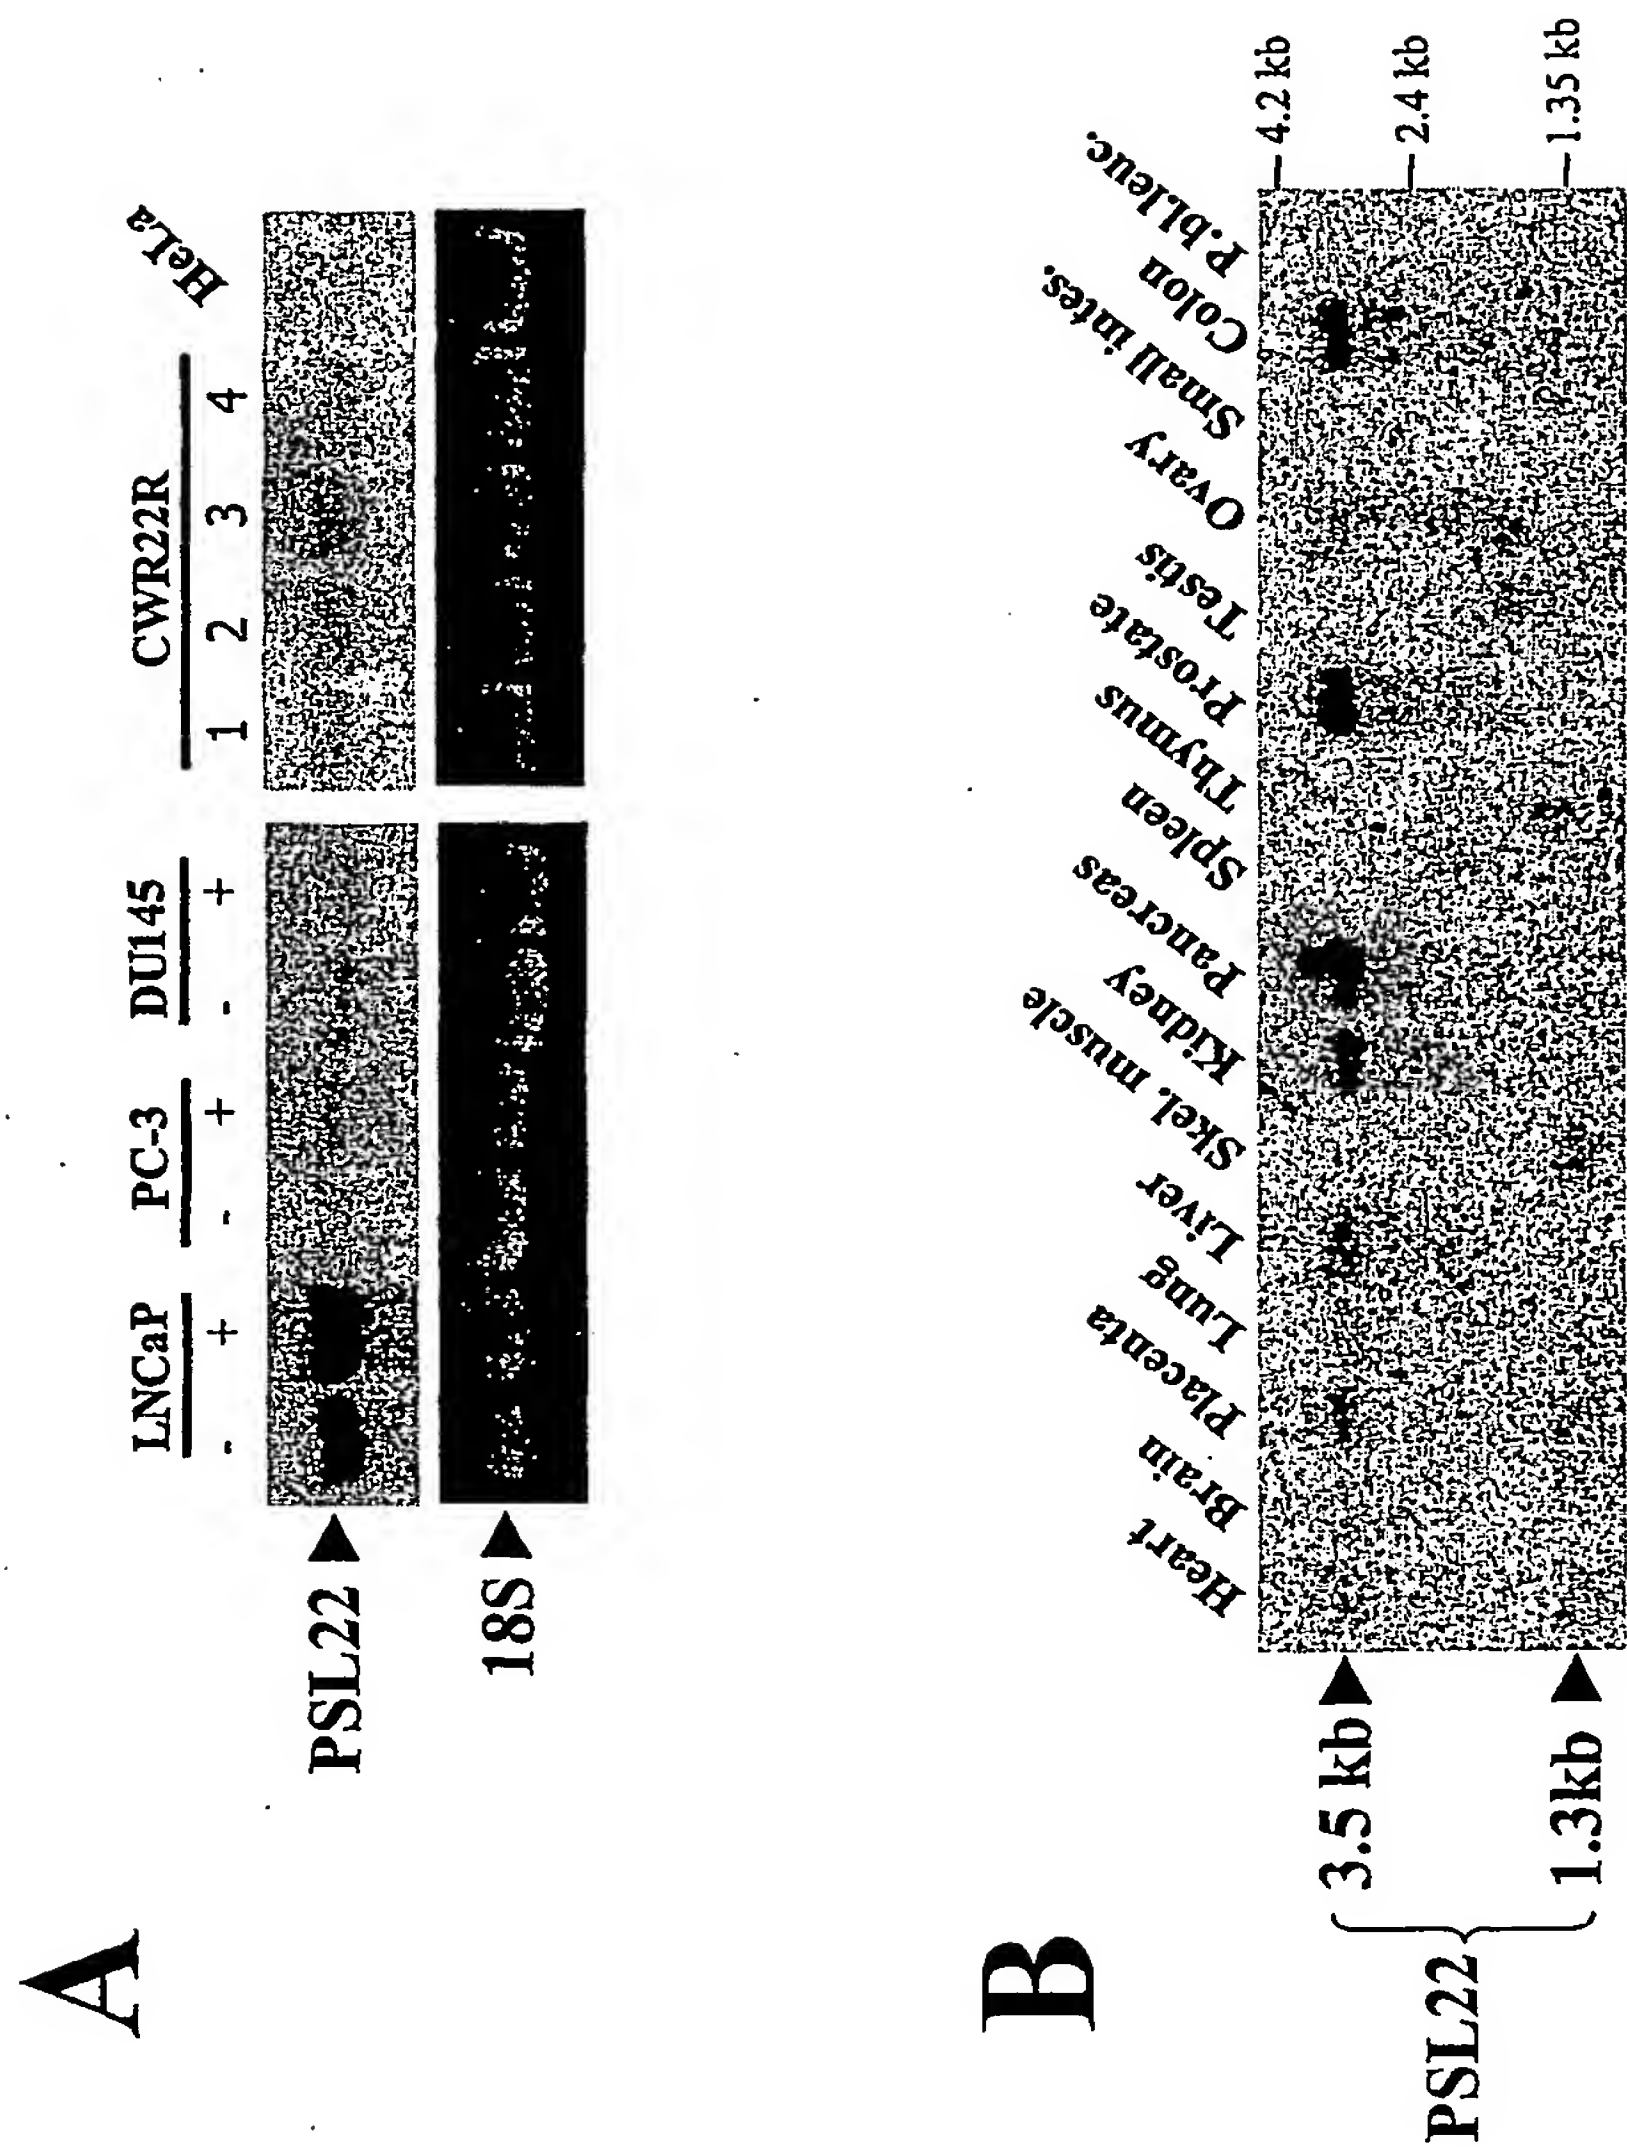 A
LNCaP PC-3 DU145 CWR22R HeLa
- + - + - + 1 2 3 4
PSL22
18S
B
Heart Brain Placenta Lung Liver Skel. muscle Kidney Pancreas Spleen Thymus Prostate Testis Ovary Small intes. Colon P.bl.leuc.
PSL22
3.5 kb
1.3kb
4.2 kb
2.4 kb
1.35 kb